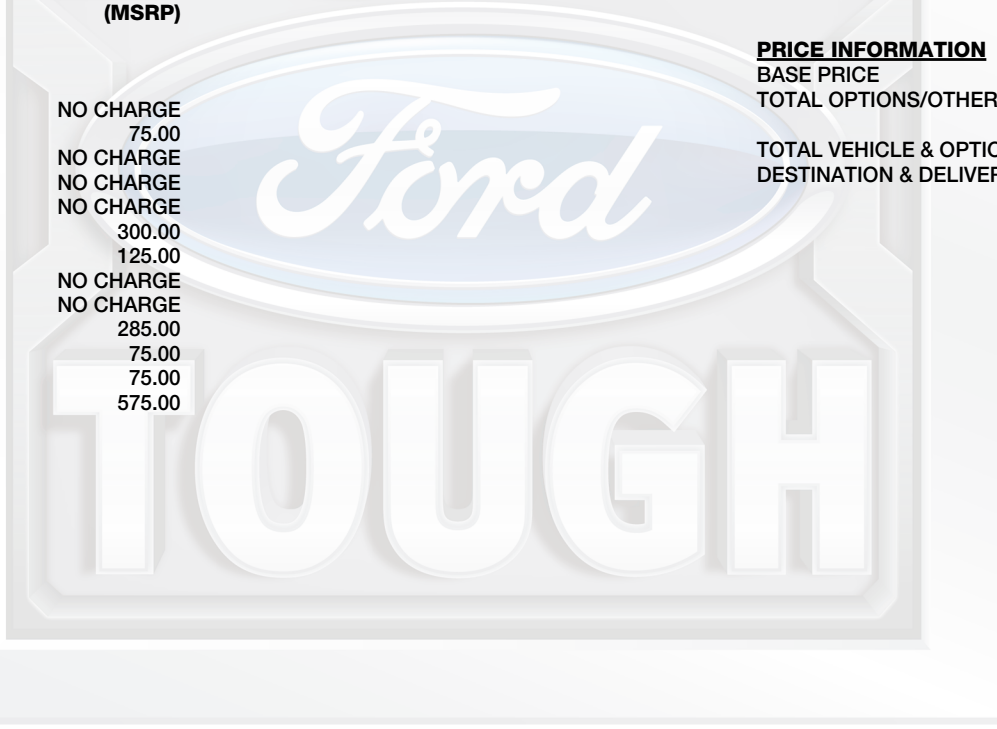 (MSRP)
NO CHARGE
75.00
NO CHARGE
NO CHARGE
NO CHARGE
300.00
125.00
NO CHARGE
NO CHARGE
285.00
75.00
75.00
575.00
PRICE INFORMATION
BASE PRICE
TOTAL OPTIONS/OTHER
TOTAL VEHICLE & OPTIO
DESTINATION & DELIVER
Ford
TOUGH